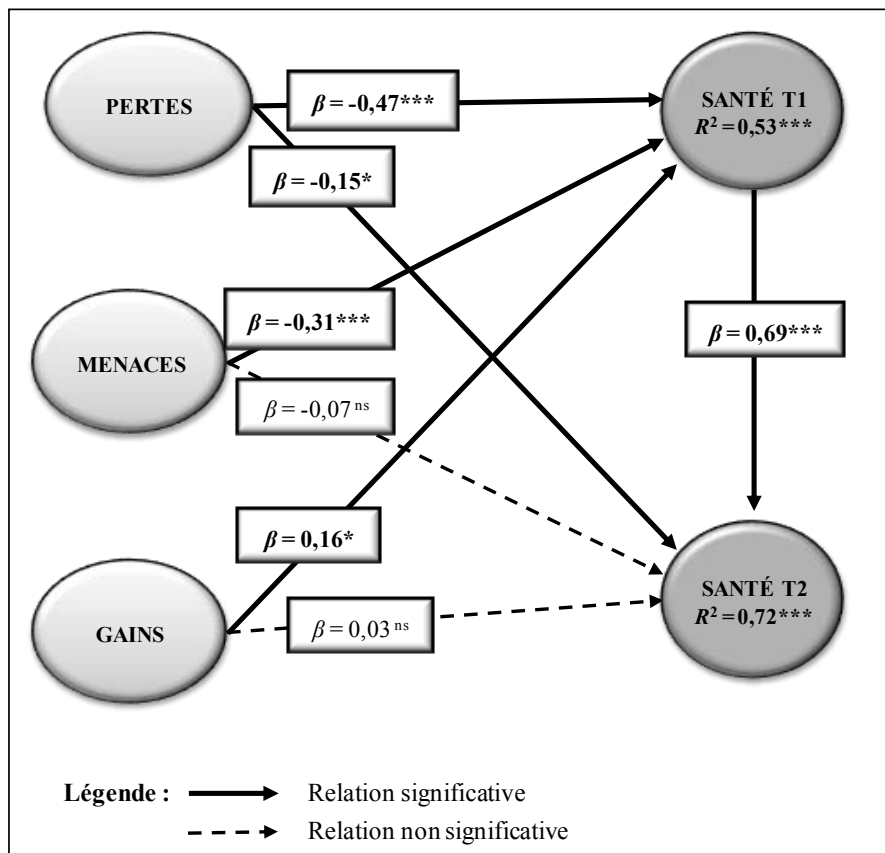 PERTES
β = -0,47***
SANTÉ T1
R² = 0,53***
β = -0,15*
MENACES
β = -0,31***
β = 0,69***
β = -0,07 ns
GAINS
β = 0,16*
β = 0,03 ns
SANTÉ T2
R² = 0,72***
Légende : Relation significative
Relation non significative